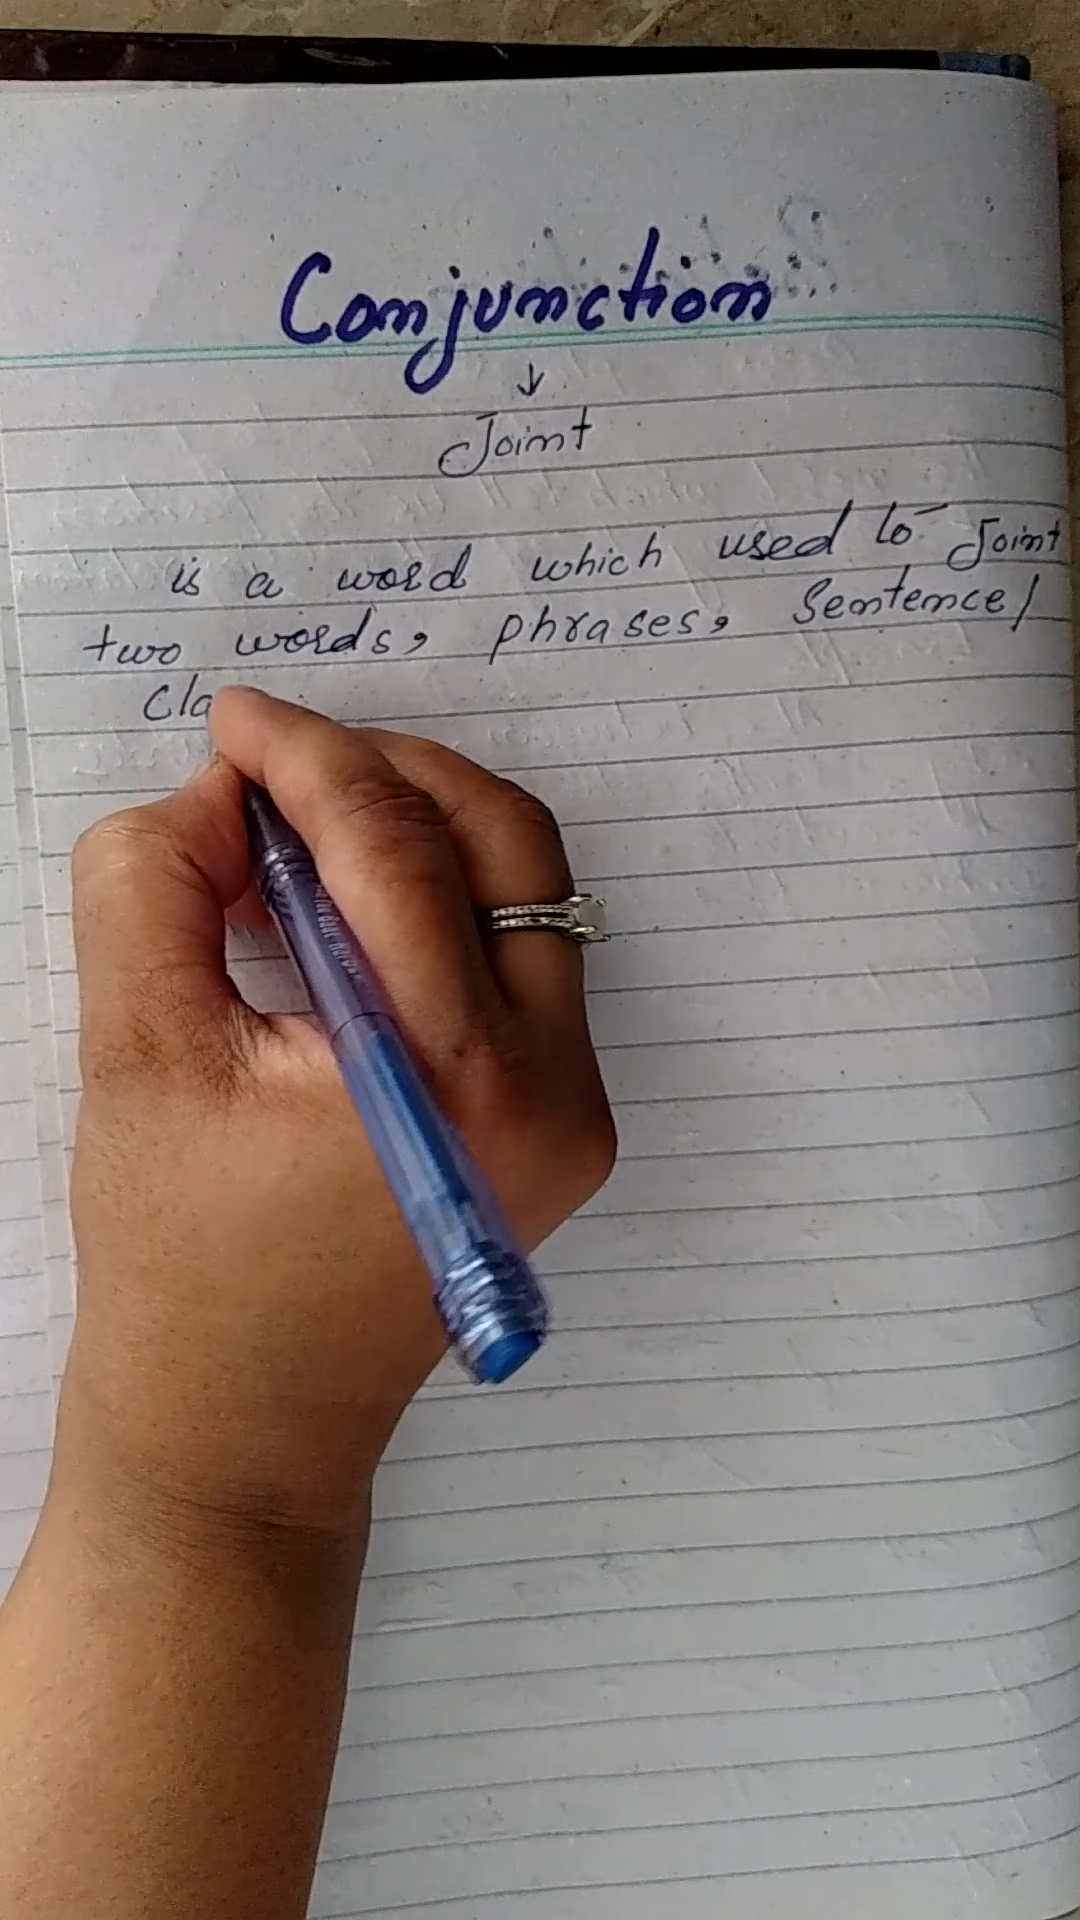 Conjunction
↓
Joint
is a word which used to Joint
two words, phrases, Sentence/
Cla